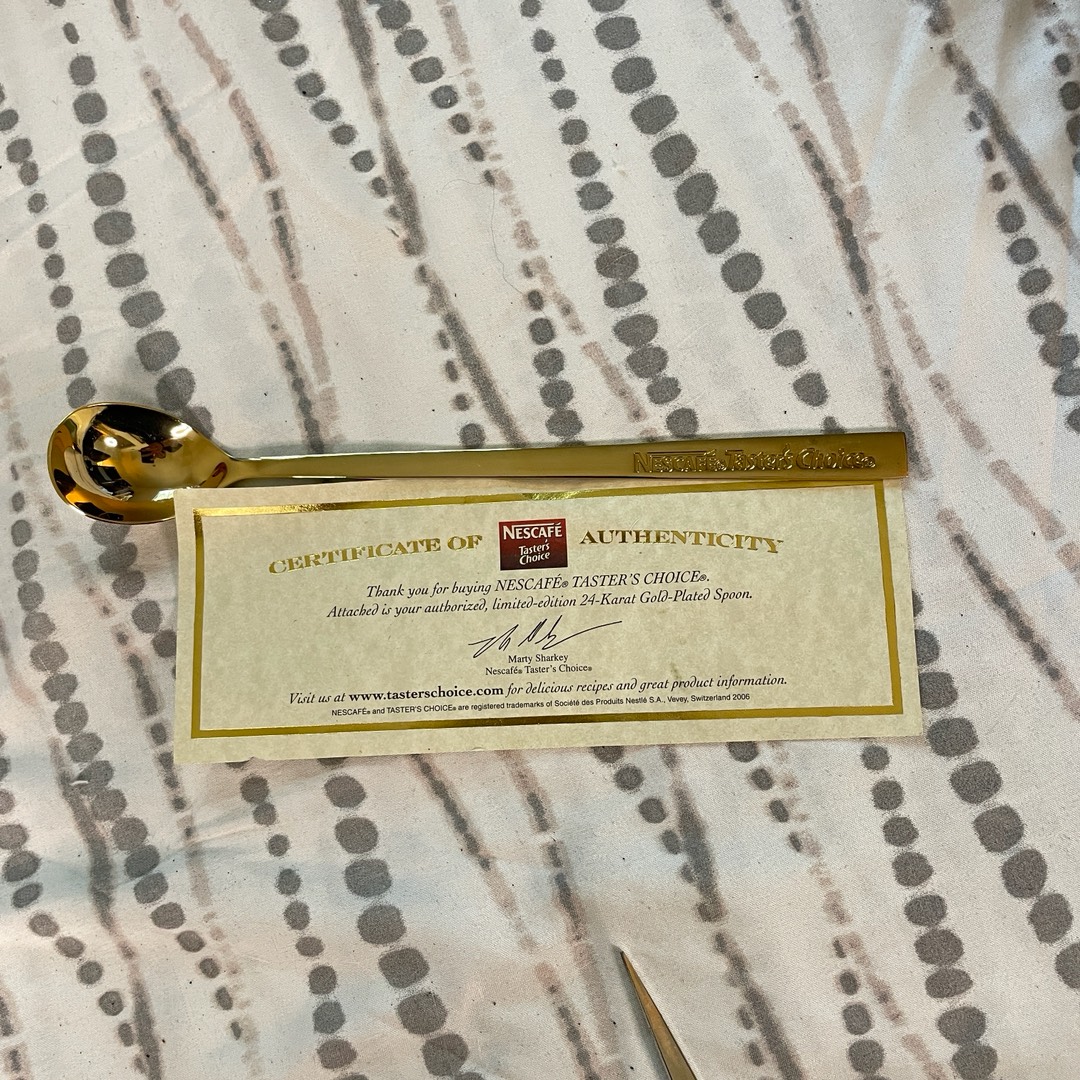 NESCAFÉ® Taster's Choice®
CERTIFICATE OF NESCAFÉ Taster's Choice AUTHENTICITY
Thank you for buying NESCAFÉ® TASTER'S CHOICE®.
Attached is your authorized, limited-edition 24-Karat Gold-Plated Spoon.
Marty Sharkey
Nescafé® Taster's Choice®
Visit us at www.tasterschoice.com for delicious recipes and great product information.
NESCAFÉ® and TASTER'S CHOICE® are registered trademarks of Société des Produits Nestlé S.A., Vevey, Switzerland 2006